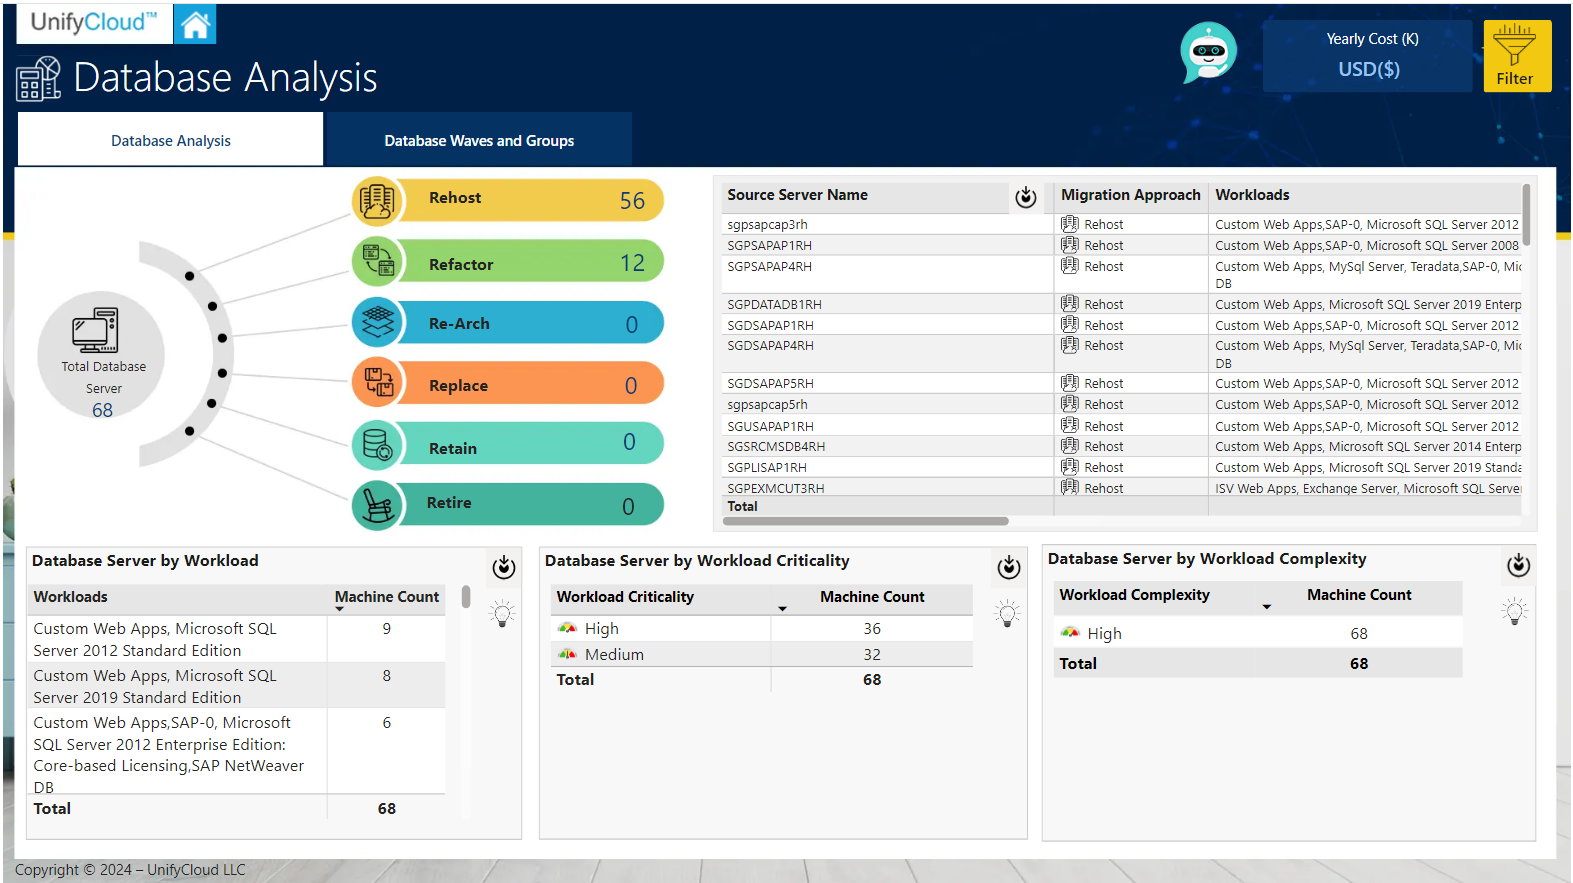 UnifyCloud™
Database Analysis
Yearly Cost (K)
USD($)
Filter
Database Analysis
Database Waves and Groups
Total Database
Server
68
Rehost 56
Refactor 12
Re-Arch 0
Replace 0
Retain 0
Retire 0
Source Server Name Migration Approach Workloads
sgpsapcap3rh Rehost Custom Web Apps,SAP-0, Microsoft SQL Server 2012
SGPSAPAP1RH Rehost Custom Web Apps,SAP-0, Microsoft SQL Server 2008
SGPSAPAP4RH Rehost Custom Web Apps, MySql Server, Teradata,SAP-0, Mic
DB
SGPDATADB1RH Rehost Custom Web Apps, Microsoft SQL Server 2019 Enterp
SGDSAPAP1RH Rehost Custom Web Apps,SAP-0, Microsoft SQL Server 2012
SGDSAPAP4RH Rehost Custom Web Apps, MySql Server, Teradata,SAP-0, Mic
DB
SGDSAPAP5RH Rehost Custom Web Apps,SAP-0, Microsoft SQL Server 2012
sgpsapcap5rh Rehost Custom Web Apps,SAP-0, Microsoft SQL Server 2012
SGUSAPAP1RH Rehost Custom Web Apps,SAP-0, Microsoft SQL Server 2012
SGSRCMSDB4RH Rehost Custom Web Apps, Microsoft SQL Server 2014 Enterp
SGPLISAP1RH Rehost Custom Web Apps, Microsoft SQL Server 2019 Standa
SGPEXMCUT3RH Rehost ISV Web Apps, Exchange Server, Microsoft SQL Server
Total
Database Server by Workload
Workloads Machine Count
Custom Web Apps, Microsoft SQL 9
Server 2012 Standard Edition
Custom Web Apps, Microsoft SQL 8
Server 2019 Standard Edition
Custom Web Apps,SAP-0, Microsoft 6
SQL Server 2012 Enterprise Edition:
Core-based Licensing,SAP NetWeaver
DB
Total 68
Database Server by Workload Criticality
Workload Criticality Machine Count
High 36
Medium 32
Total 68
Database Server by Workload Complexity
Workload Complexity Machine Count
High 68
Total 68
Copyright © 2024 – UnifyCloud LLC